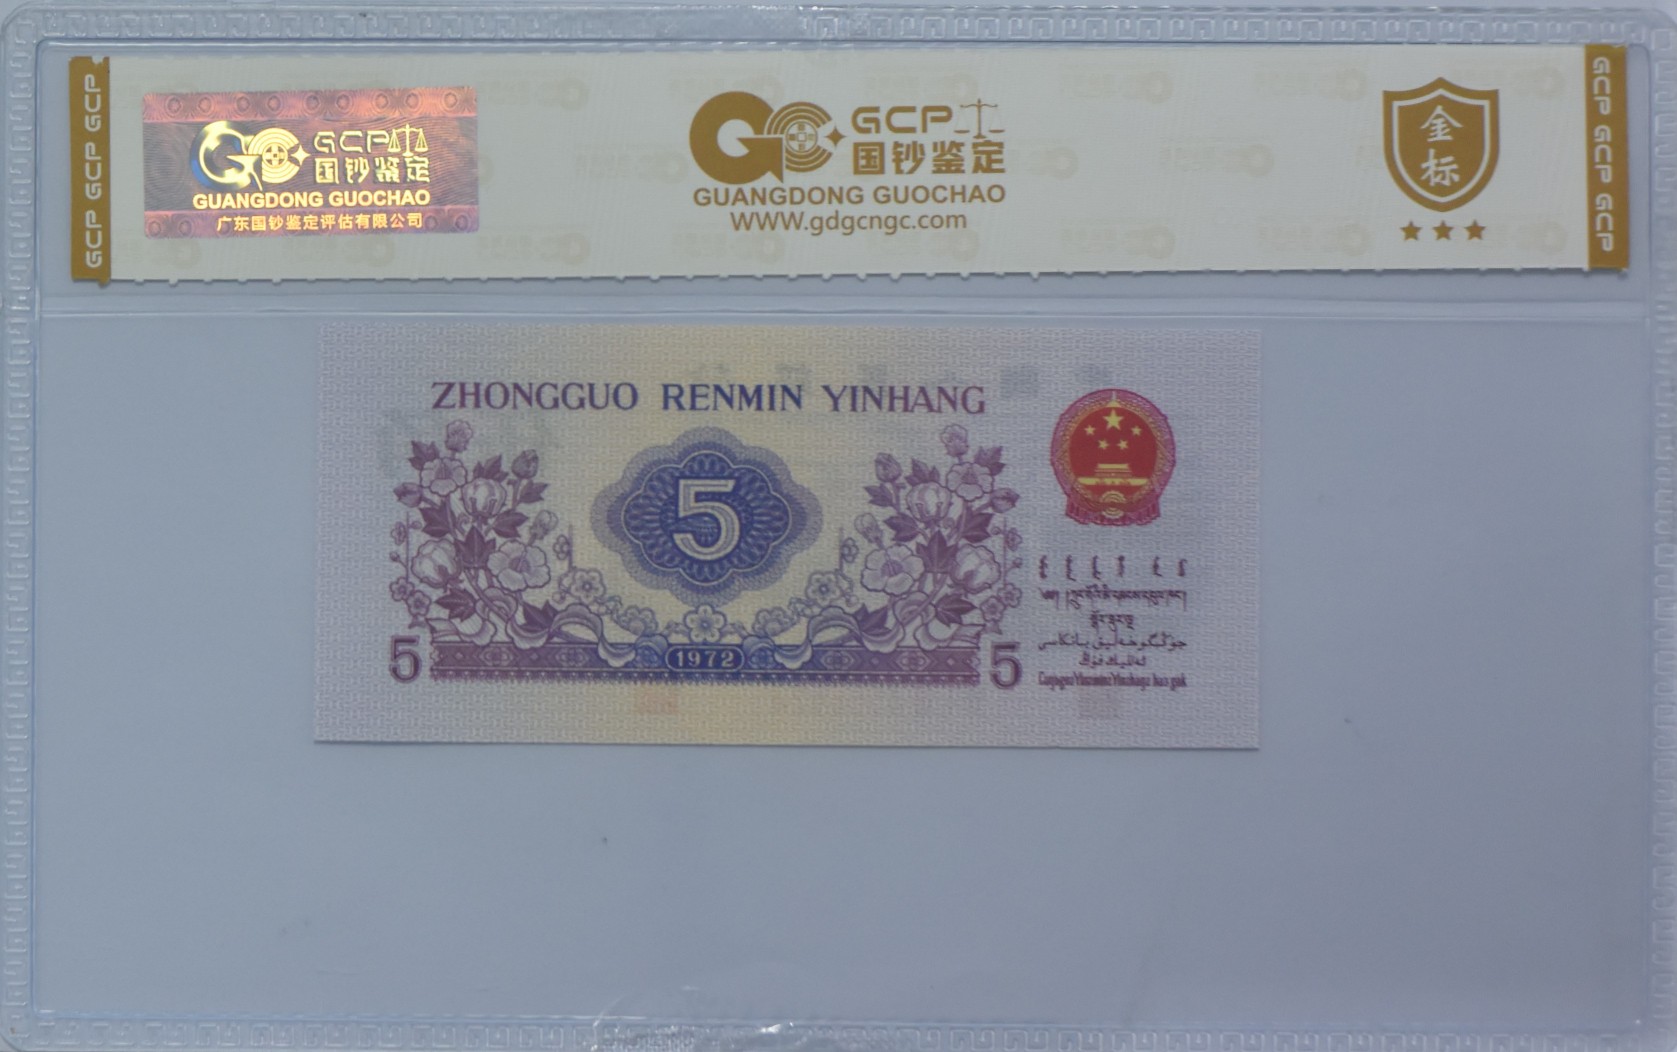 GCP GCP GCP
GCP
国钞鉴定
GUANGDONG GUOCHAO
广东国钞鉴定评估有限公司
GCP
国钞鉴定
GUANGDONG GUOCHAO
WWW.gdgcngc.com
金
标
GCP GCP GCP
ZHONGGUO RENMIN YINHANG
5
5
1972
5